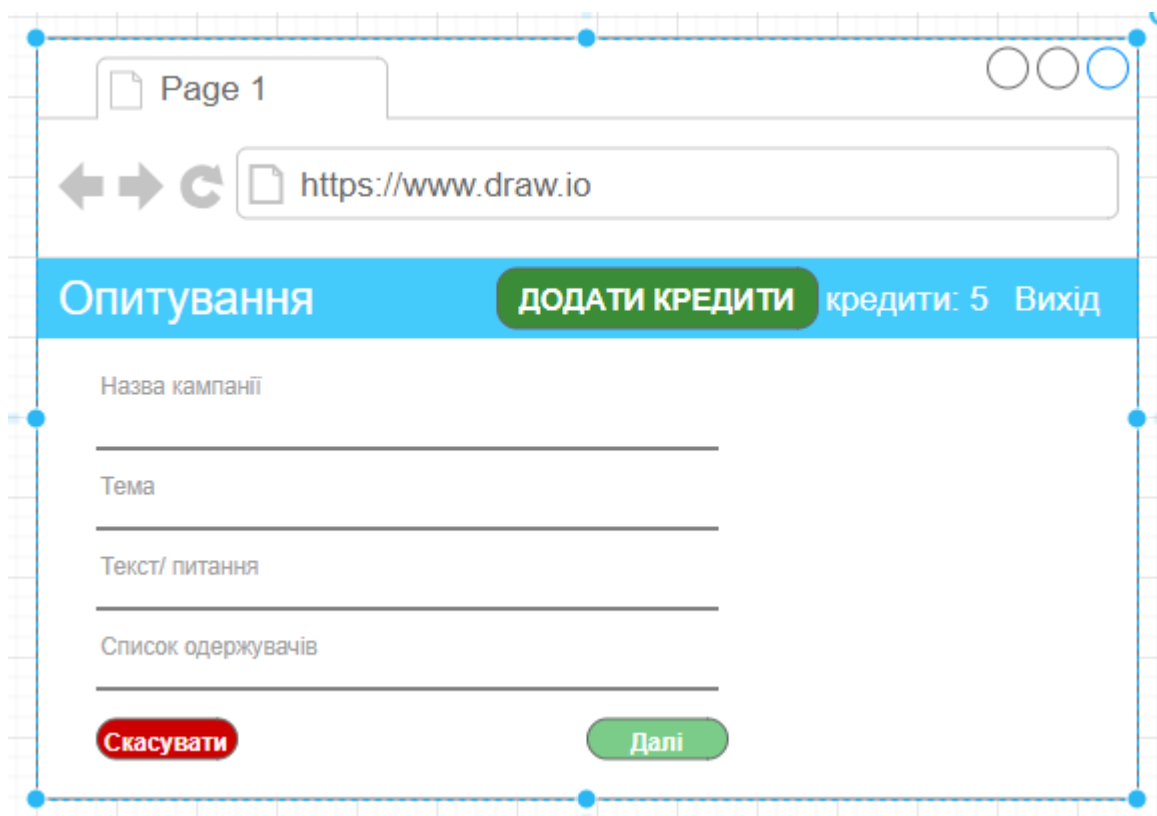 Page 1
https://www.draw.io
Опитування ДОДАТИ КРЕДИТИ кредити: 5 Вихід
Назва кампанії
Тема
Текст/ питання
Список одержувачів
Скасувати Далі